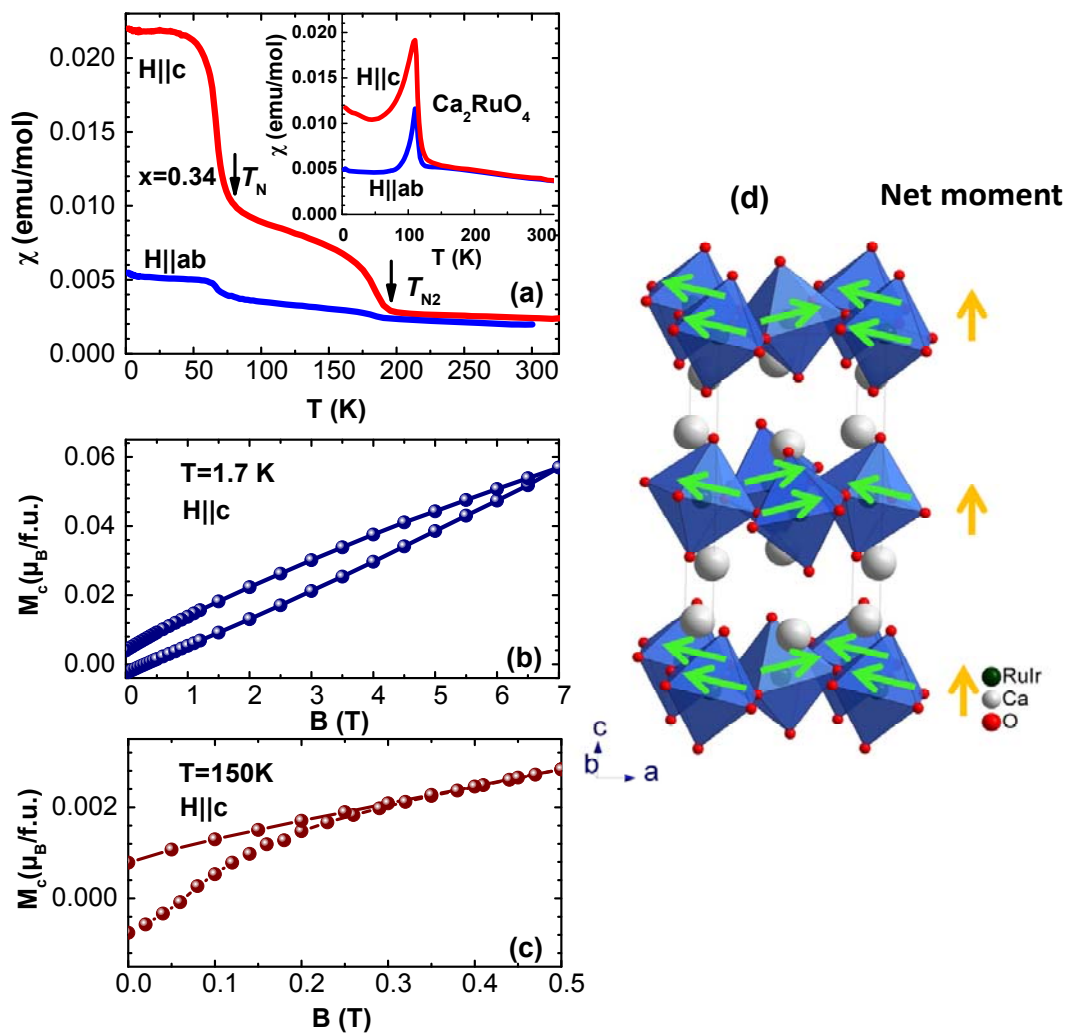 0.020
0.015
0.010
0.005
0.000
χ (emu/mol)
H||c
x=0.34
T_N
H||ab
T_N2
(a)
0 50 100 150 200 250 300
T (K)
0.020
0.015
0.010
0.005
0.000
χ (emu/mol)
H||c
Ca₂RuO₄
H||ab
0 100 200 300
T (K)
0.06
0.04
0.02
0.00
M_c(μ_B/f.u.)
T=1.7 K
H||c
(b)
0 1 2 3 4 5 6 7
B (T)
0.002
0.000
M_c(μ_B/f.u.)
T=150K
H||c
(c)
0.0 0.1 0.2 0.3 0.4 0.5
B (T)
(d) Net moment
RuIr
Ca
O
c
b a